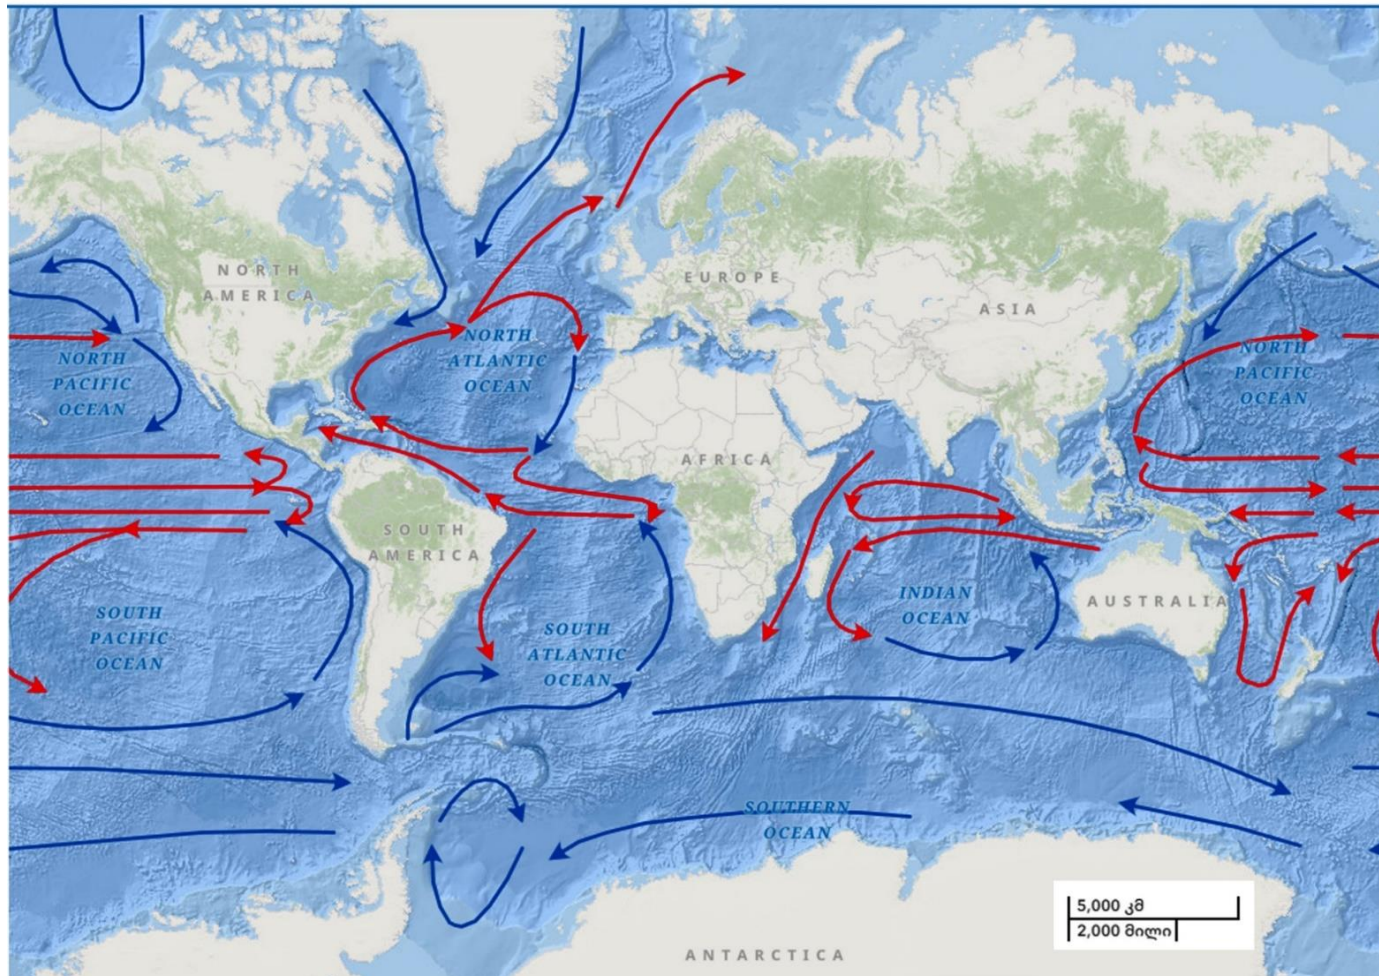 NORTH
AMERICA
EUROPE
ASIA
NORTH
PACIFIC
OCEAN
NORTH
ATLANTIC
OCEAN
NORTH
PACIFIC
OCEAN
AFRICA
SOUTH
AMERICA
SOUTH
PACIFIC
OCEAN
SOUTH
ATLANTIC
OCEAN
INDIAN
OCEAN
AUSTRALIA
SOUTHERN
OCEAN
ANTARCTICA
5,000 კმ
2,000 მილი